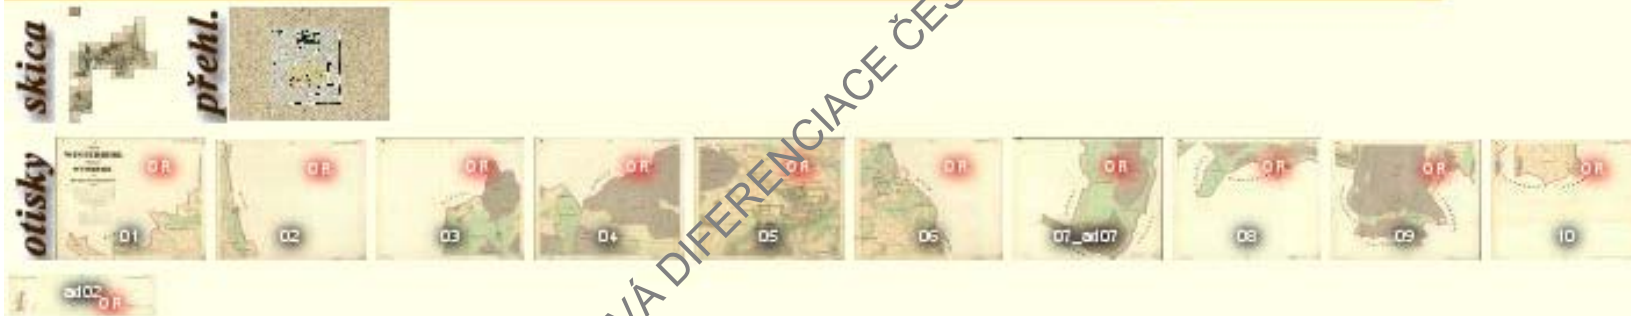 skica
přehl.
VÁ DIFERENCIACE ČES
otisky
WINTERBERG
OR 01
OR 02
OR 03
OR 04
OR 05
OR 06
OR 07_ad07
OR 08
OR 09
OR 10
ad02 OR